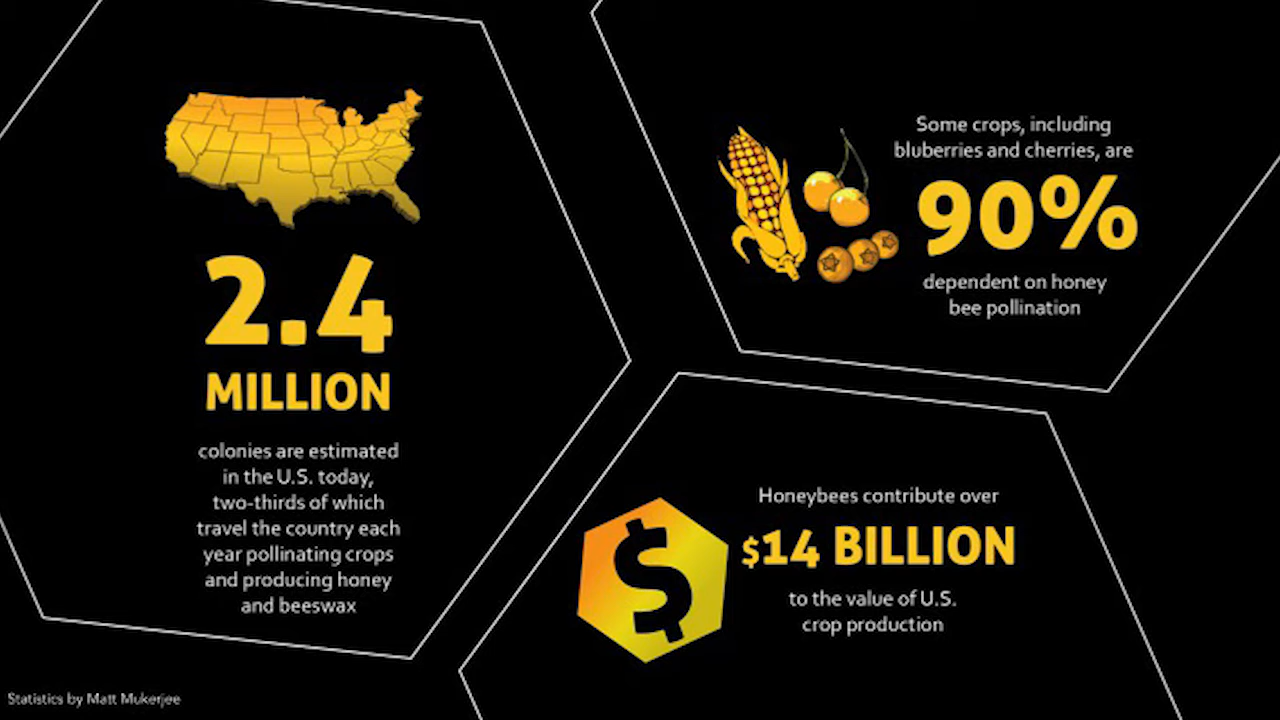 2.4
MILLION
colonies are estimated
in the U.S. today,
two-thirds of which
travel the country each
year pollinating crops
and producing honey
and beeswax
Some crops, including
bluberries and cherries, are
90%
dependent on honey
bee pollination
Honeybees contribute over
$14 BILLION
to the value of U.S.
crop production
$
Statistics by Matt Mukerjee